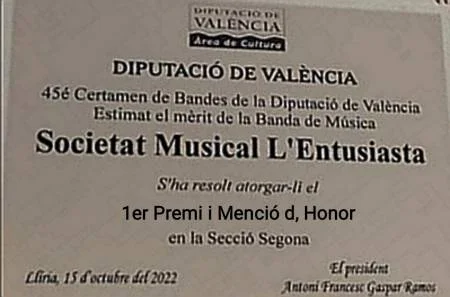 DIPUTACIÓ DE
VALÈNCIA
Àrea de Cultura
DIPUTACIÓ DE VALÈNCIA
45é Certamen de Bandes de la Diputació de València
Estimat el mèrit de la Banda de Música
Societat Musical L'Entusiasta
S'ha resolt atorgar-li el
1er Premi i Menció d, Honor
en la Secció Segona
Llíria, 15 d'octubre del 2022
El president
Antoni Francesc Gaspar Ramos